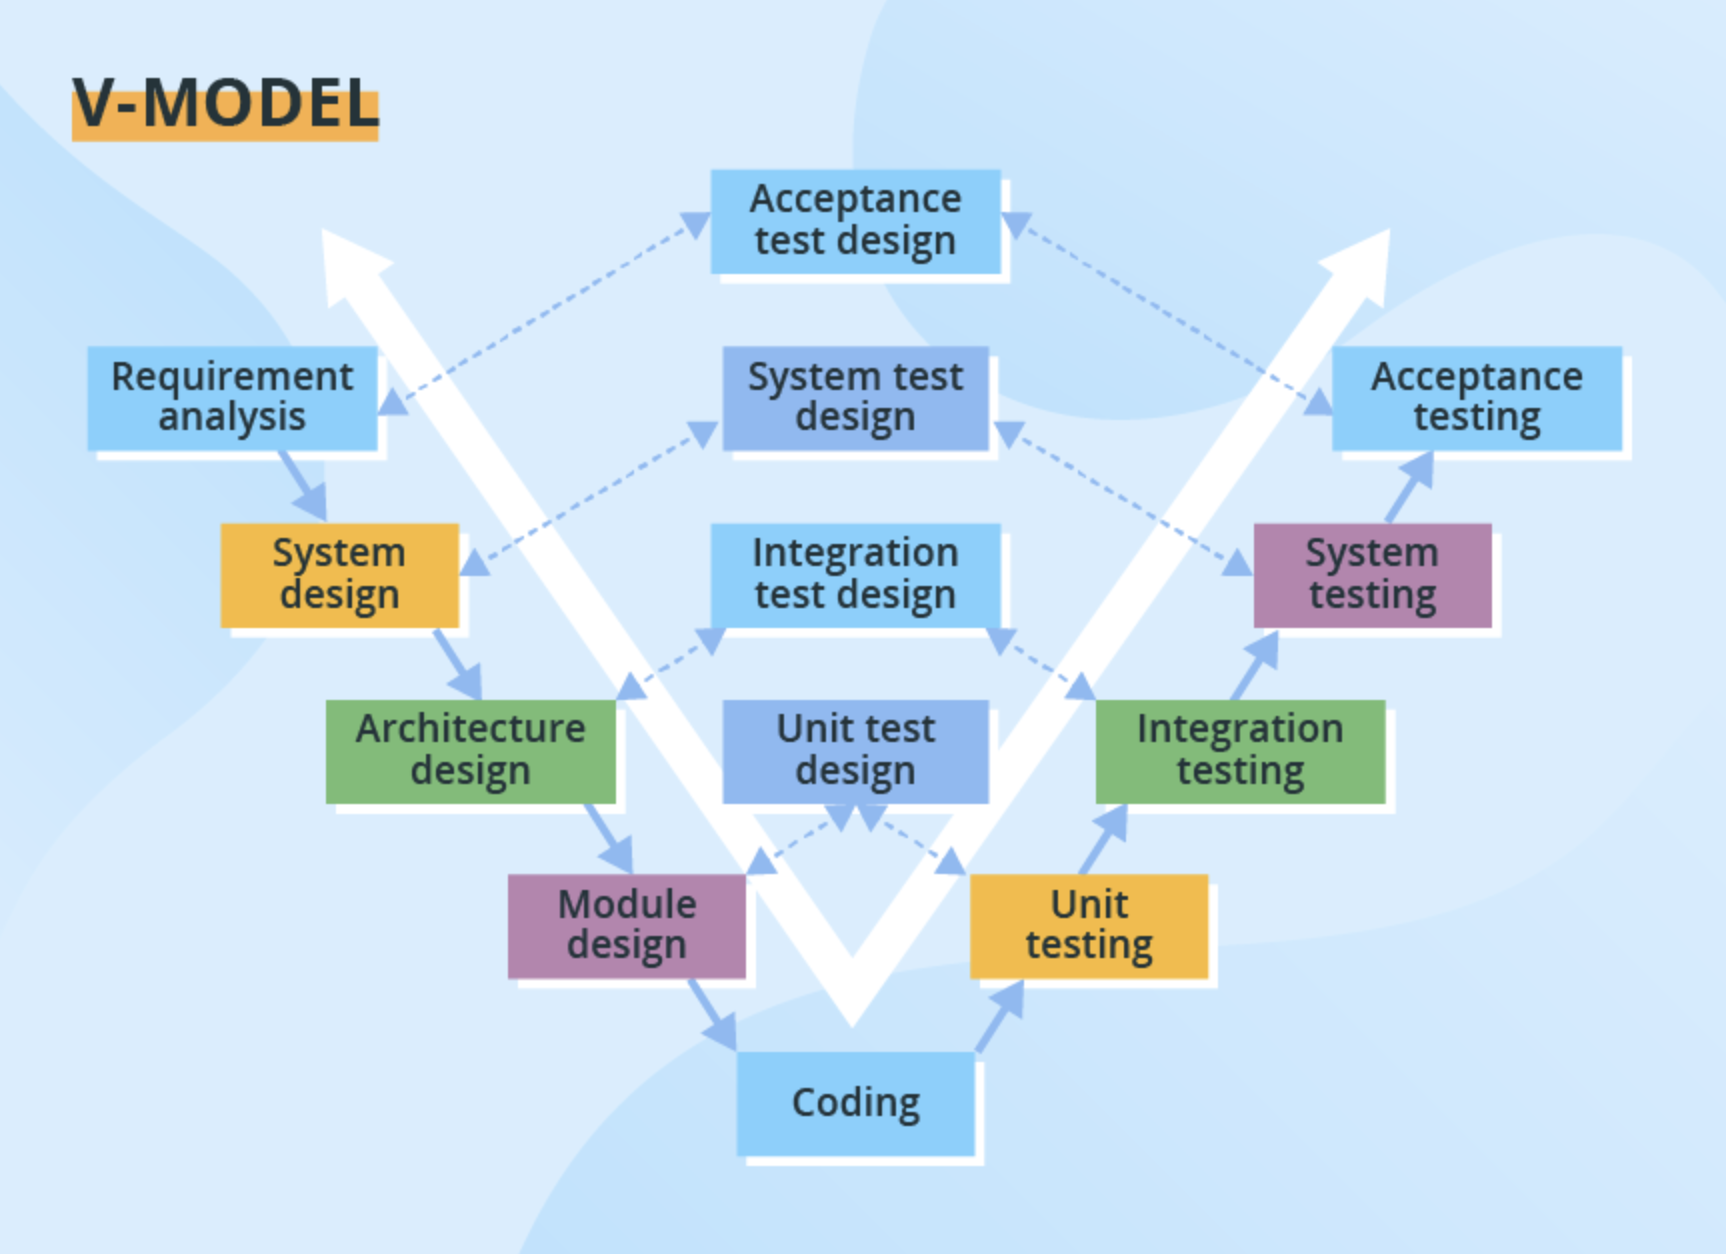 V-MODEL
Acceptance
test design
Requirement
analysis
System test
design
Acceptance
testing
System
design
Integration
test design
System
testing
Architecture
design
Unit test
design
Integration
testing
Module
design
Unit
testing
Coding